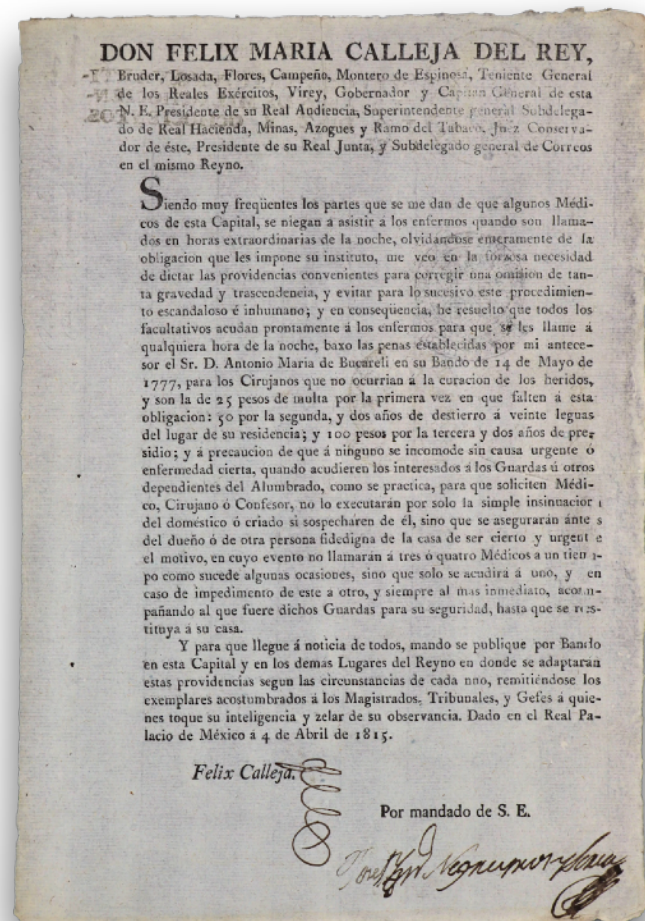 DON FELIX MARIA CALLEJA DEL REY,
Bruder, Losada, Flores, Campeño, Montero de Espinosa, Teniente General
de los Reales Exércitos, Virey, Gobernador y Capitan General de esta
N. E. Presidente de su Real Audiencia, Superintendente general Subdelega-
do de Real Hacienda, Minas, Azogues y Ramo del Tabaco, Juez Conserva-
dor de éste, Presidente de su Real Junta, y Subdelegado general de Correos
en el mismo Reyno.
Siendo muy freqüentes los partes que se me dan de que algunos Médi-
cos de esta Capital, se niegan á asistir á los enfermos quando son llama-
dos en horas extraordinarias de la noche, olvidandose enteramente de la
obligacion que les impone su instituto, me veo en la forzosa necesidad
de dictar las providencias convenientes para corregir una omision de tan-
ta gravedad y trascendencia, y evitar para lo sucesivo este procedimien-
to escandaloso é inhumano; y en conseqüencia, he resuelto que todos los
facultativos acudan prontamente á los enfermos para que se les llame á
qualquiera hora de la noche, baxo las penas establecidas por mi antece-
sor el Sr. D. Antonio Maria de Bucareli en su Bando de 14 de Mayo de
1777, para los Cirujanos que no ocurrian á la curacion de los heridos,
y son la de 25 pesos de multa por la primera vez en que falten á esta
obligacion: 50 por la segunda, y dos años de destierro á veinte leguas
del lugar de su residencia; y 100 pesos por la tercera y dos años de pre-
sidio; y á precaucion de que á ninguno se incomode sin causa urgente ó
enfermedad cierta, quando acudieren los interesados á los Guardas ú otros
dependientes del Alumbrado, como se practica, para que soliciten Médi-
co, Cirujano ó Confesor, no lo executarán por solo la simple insinuacior
del doméstico ó criado si sospecharen de él, sino que se asegurarán ánte s
del dueño ó de otra persona fidedigna de la casa de ser cierto y urgent e
el motivo, en cuyo evento no llamarán á tres ó quatro Médicos a un tien 1-
po como sucede algunas ocasiones, sino que solo se acudirá á uno, y en
caso de impedimento de este a otro, y siempre al mas inmediato, acom-
pañando al que fuere dichos Guardas para su seguridad, hasta que se res-
tituya á su casa.
Y para que llegue á noticia de todos, mando se publique por Bando
en esta Capital y en los demas Lugares del Reyno en donde se adaptarán
estas providencias segun las circunstancias de cada uno, remitiéndose los
exemplares acostumbrados á los Magistrados, Tribunales, y Gefes á quie-
nes toque su inteligencia y zelar de su observancia. Dado en el Real Pa-
lacio de México á 4 de Abril de 1815.
Felix Calleja.
Por mandado de S. E.